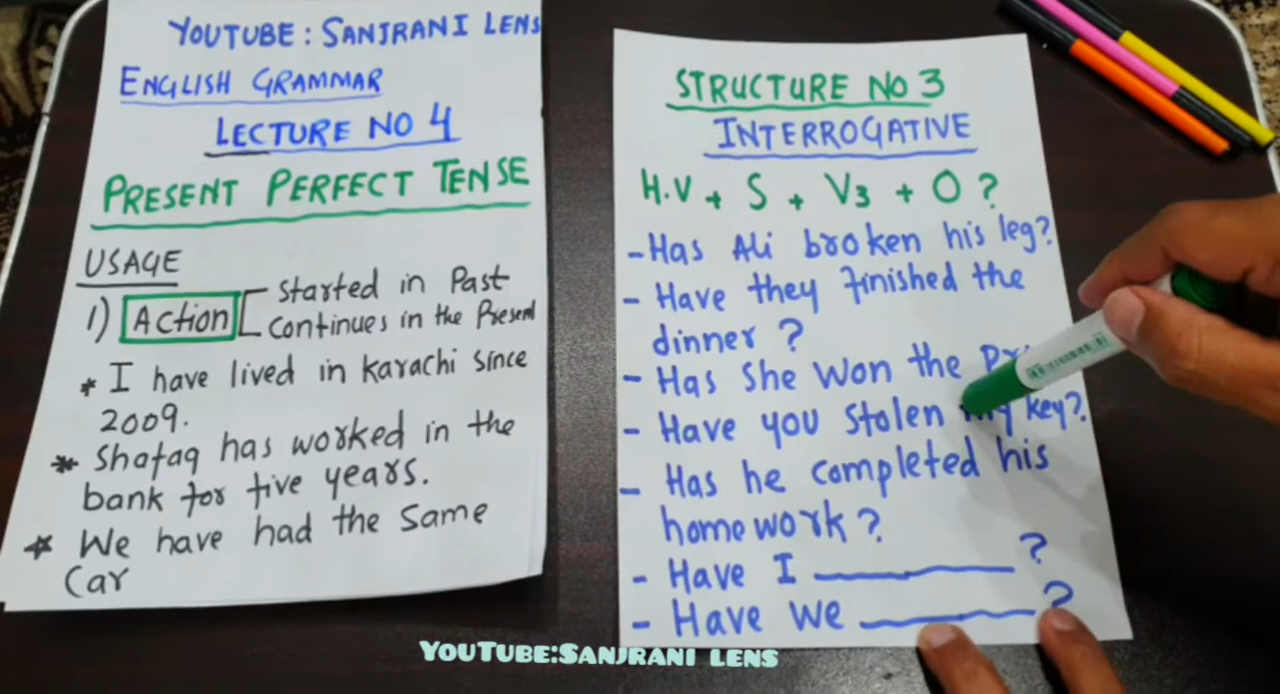 YOUTUBE: SANJRANI LENS
ENGLISH GRAMMAR
LECTURE NO 4
PRESENT PERFECT TENSE
USAGE
1) Action started in Past
continues in the Present
* I have lived in Karachi since
2009.
* Shafaq has worked in the
bank for five years.
* We have had the same
Car
STRUCTURE NO 3
INTERROGATIVE
H.V + S + V3 + O ?
- Has Ali broken his leg?
- Have they finished the
dinner ?
- Has She Won the
- Have you stolen my key?
- Has he completed his
homework ?
- Have I ?
- Have We ?
YOUTUBE:SANJRANI LENS